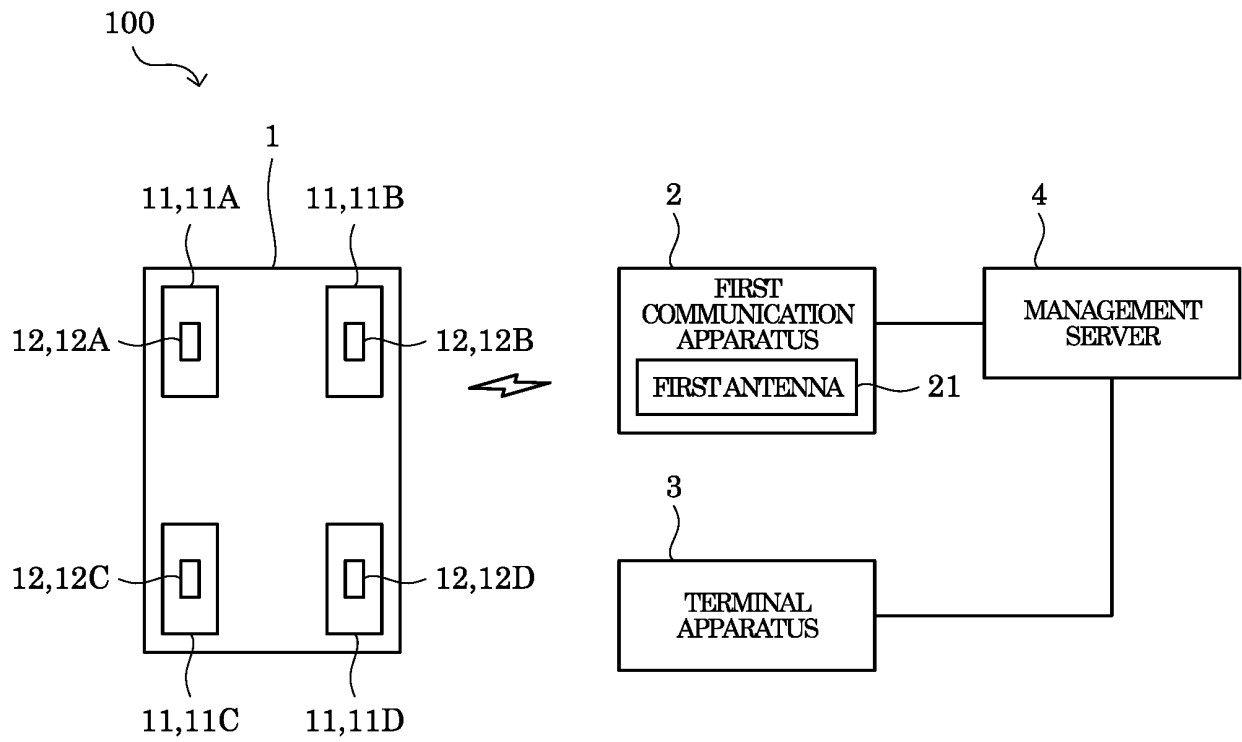 100
1
11,11A
11,11B
2
4
FIRST
COMMUNICATION
APPARATUS
MANAGEMENT
SERVER
12,12A
12,12B
FIRST ANTENNA
21
3
12,12C
12,12D
TERMINAL
APPARATUS
11,11C
11,11D